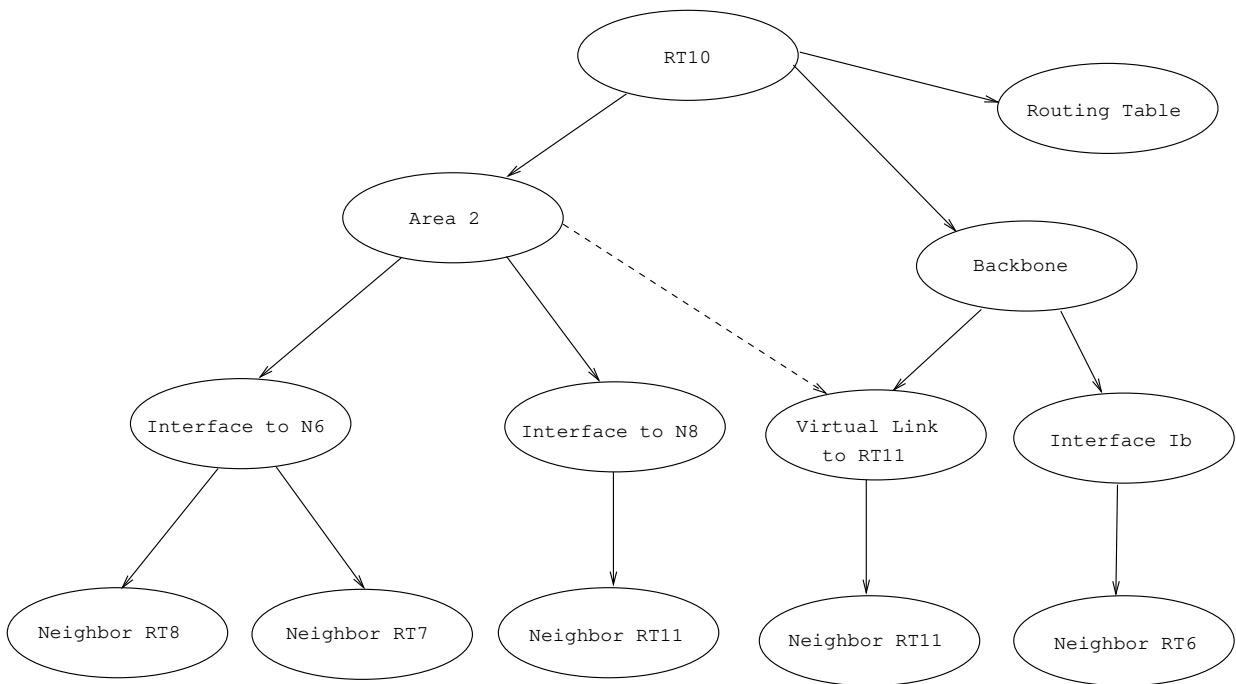 RT10
Routing Table
Area 2
Backbone
Interface to N6
Interface to N8
Virtual Link
to RT11
Interface Ib
Neighbor RT8
Neighbor RT7
Neighbor RT11
Neighbor RT11
Neighbor RT6